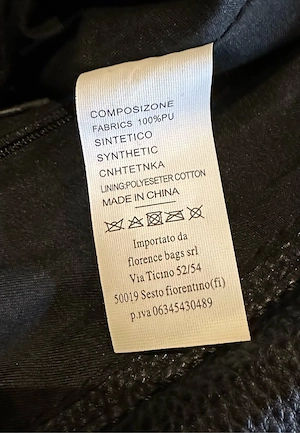 COMPOSIZONE
FABRICS 100%PU
SINTETICO
SYNTHETIC
CNHTETNKA
LINING:POLYESETER COTTON
MADE IN CHINA
Importato da
florence bags srl
Via Ticino 52/54
50019 Sesto fiorentino(fi)
p.iva 06345430489